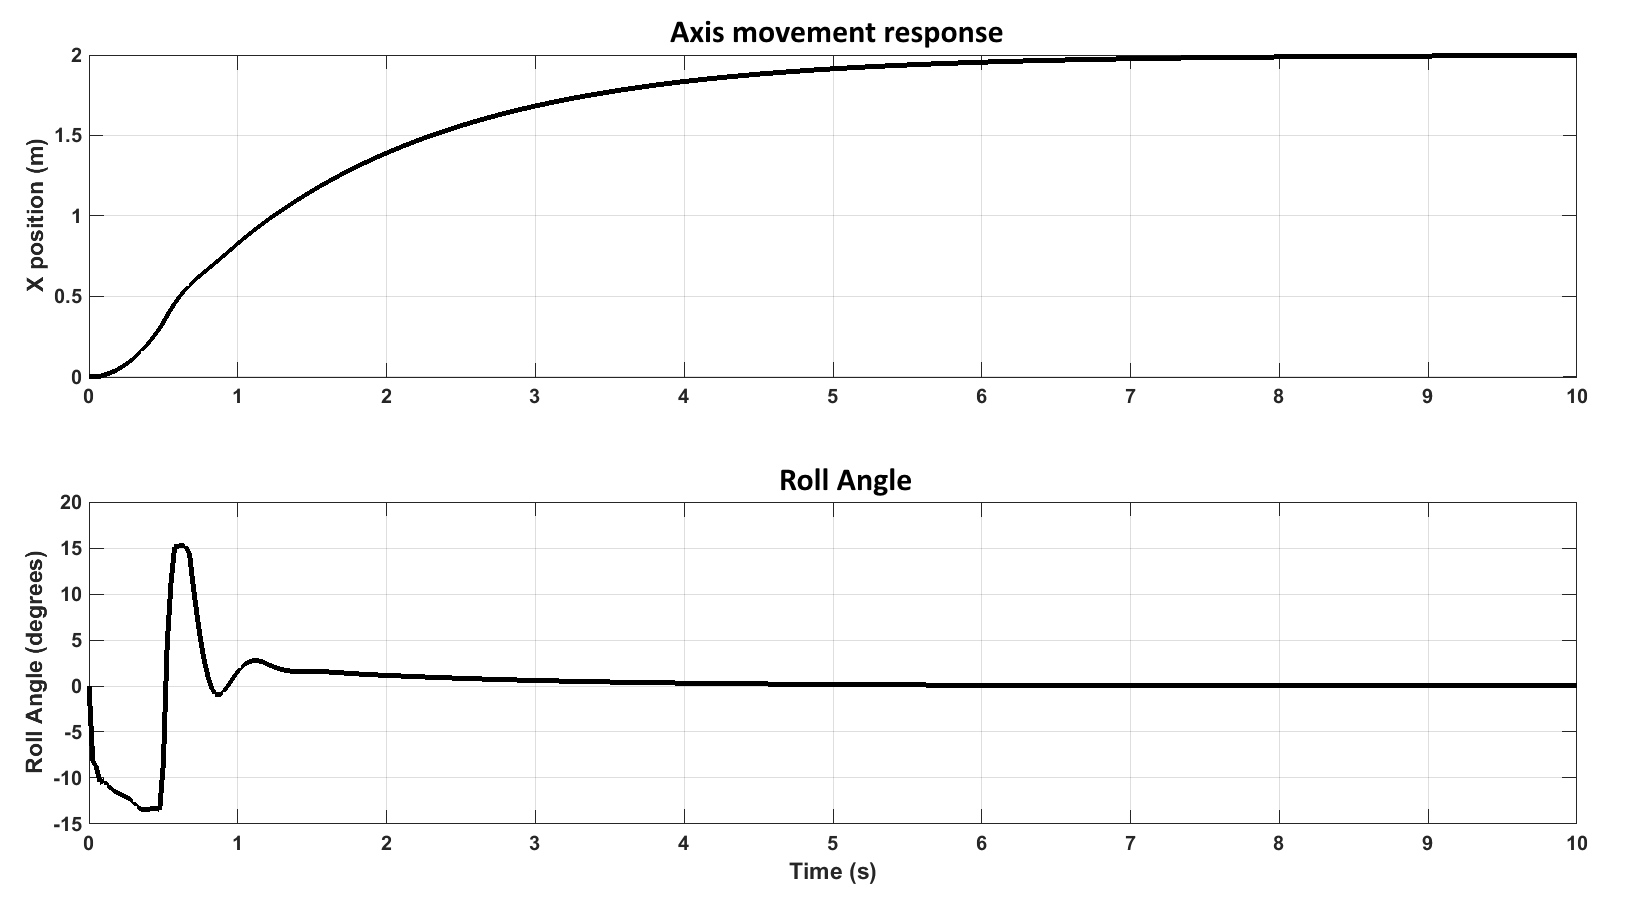 Axis movement response
2
1.5
1
0.5
0
X position (m)
0 1 2 3 4 5 6 7 8 9 10
Roll Angle
20
15
10
5
0
-5
-10
-15
Roll Angle (degrees)
0 1 2 3 4 5 6 7 8 9 10
Time (s)